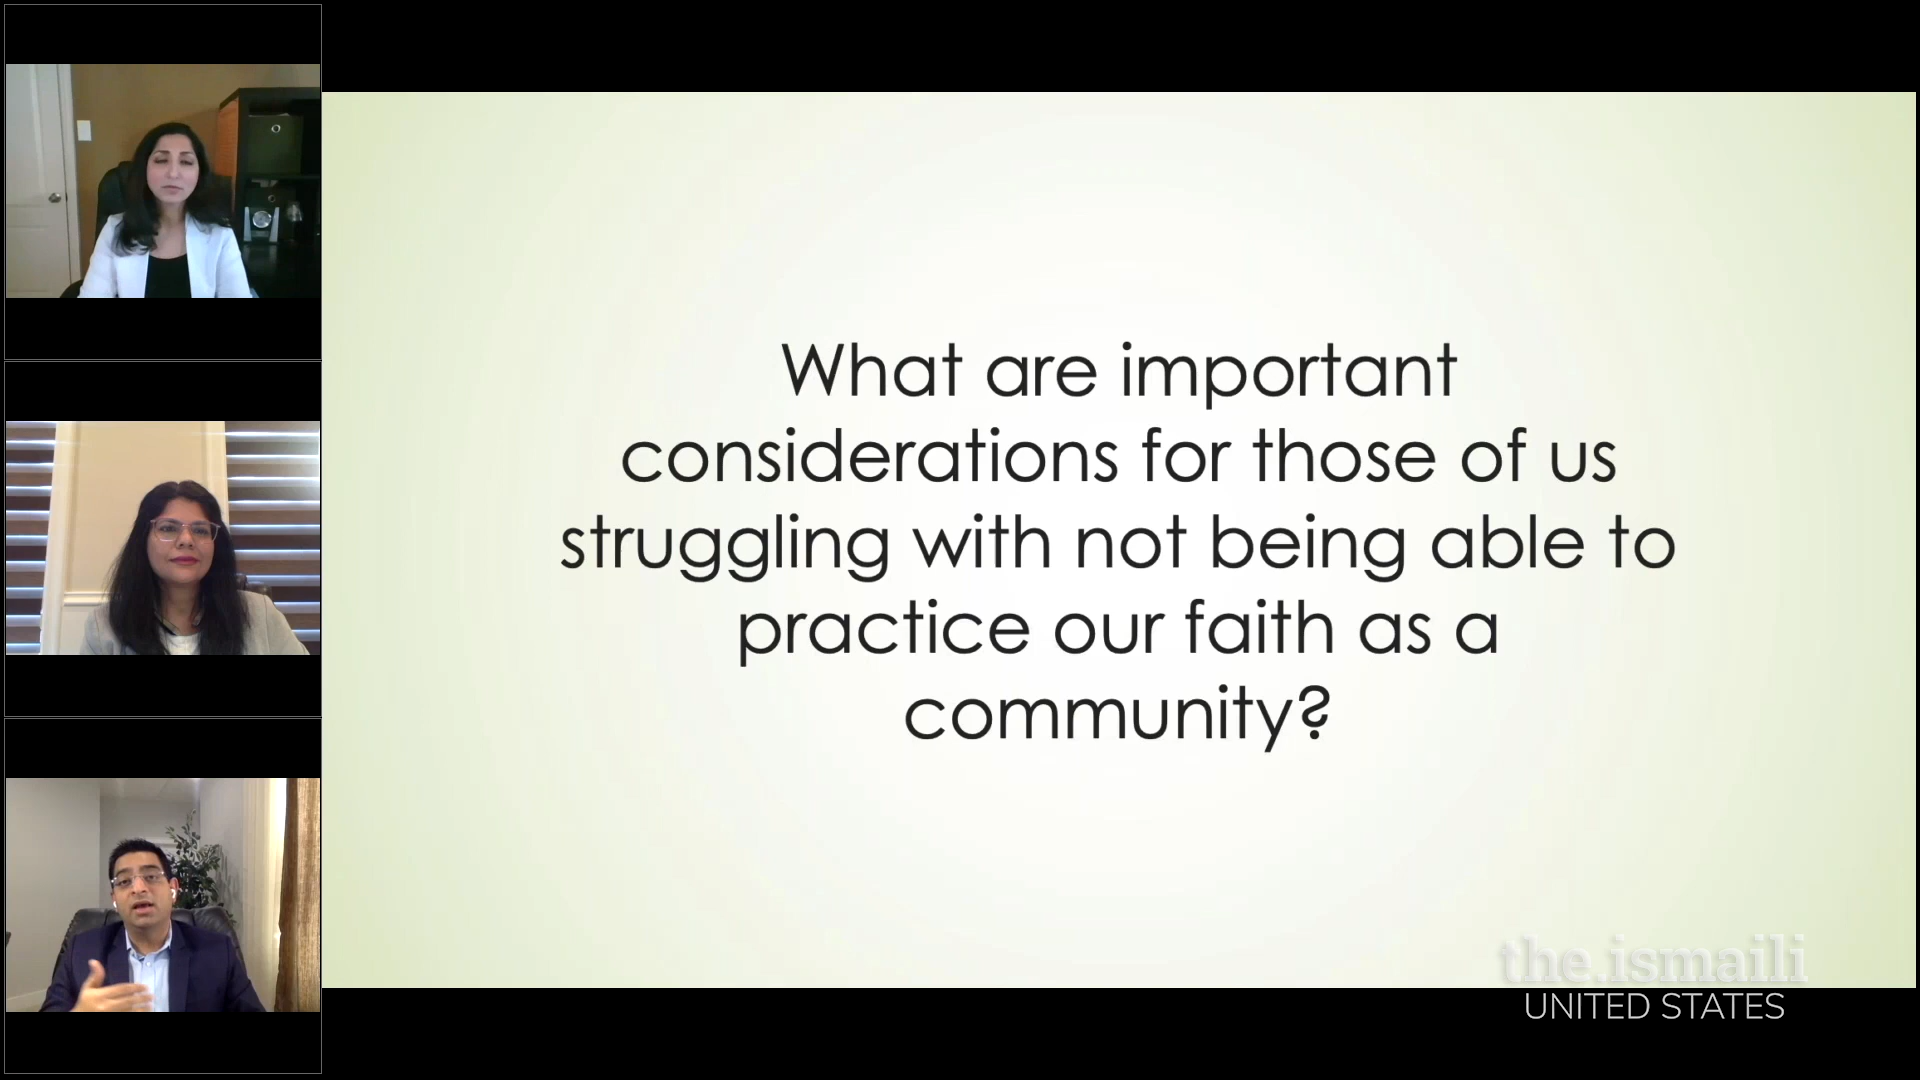 What are important
considerations for those of us
struggling with not being able to
practice our faith as a
community?
the.ismaili
UNITED STATES